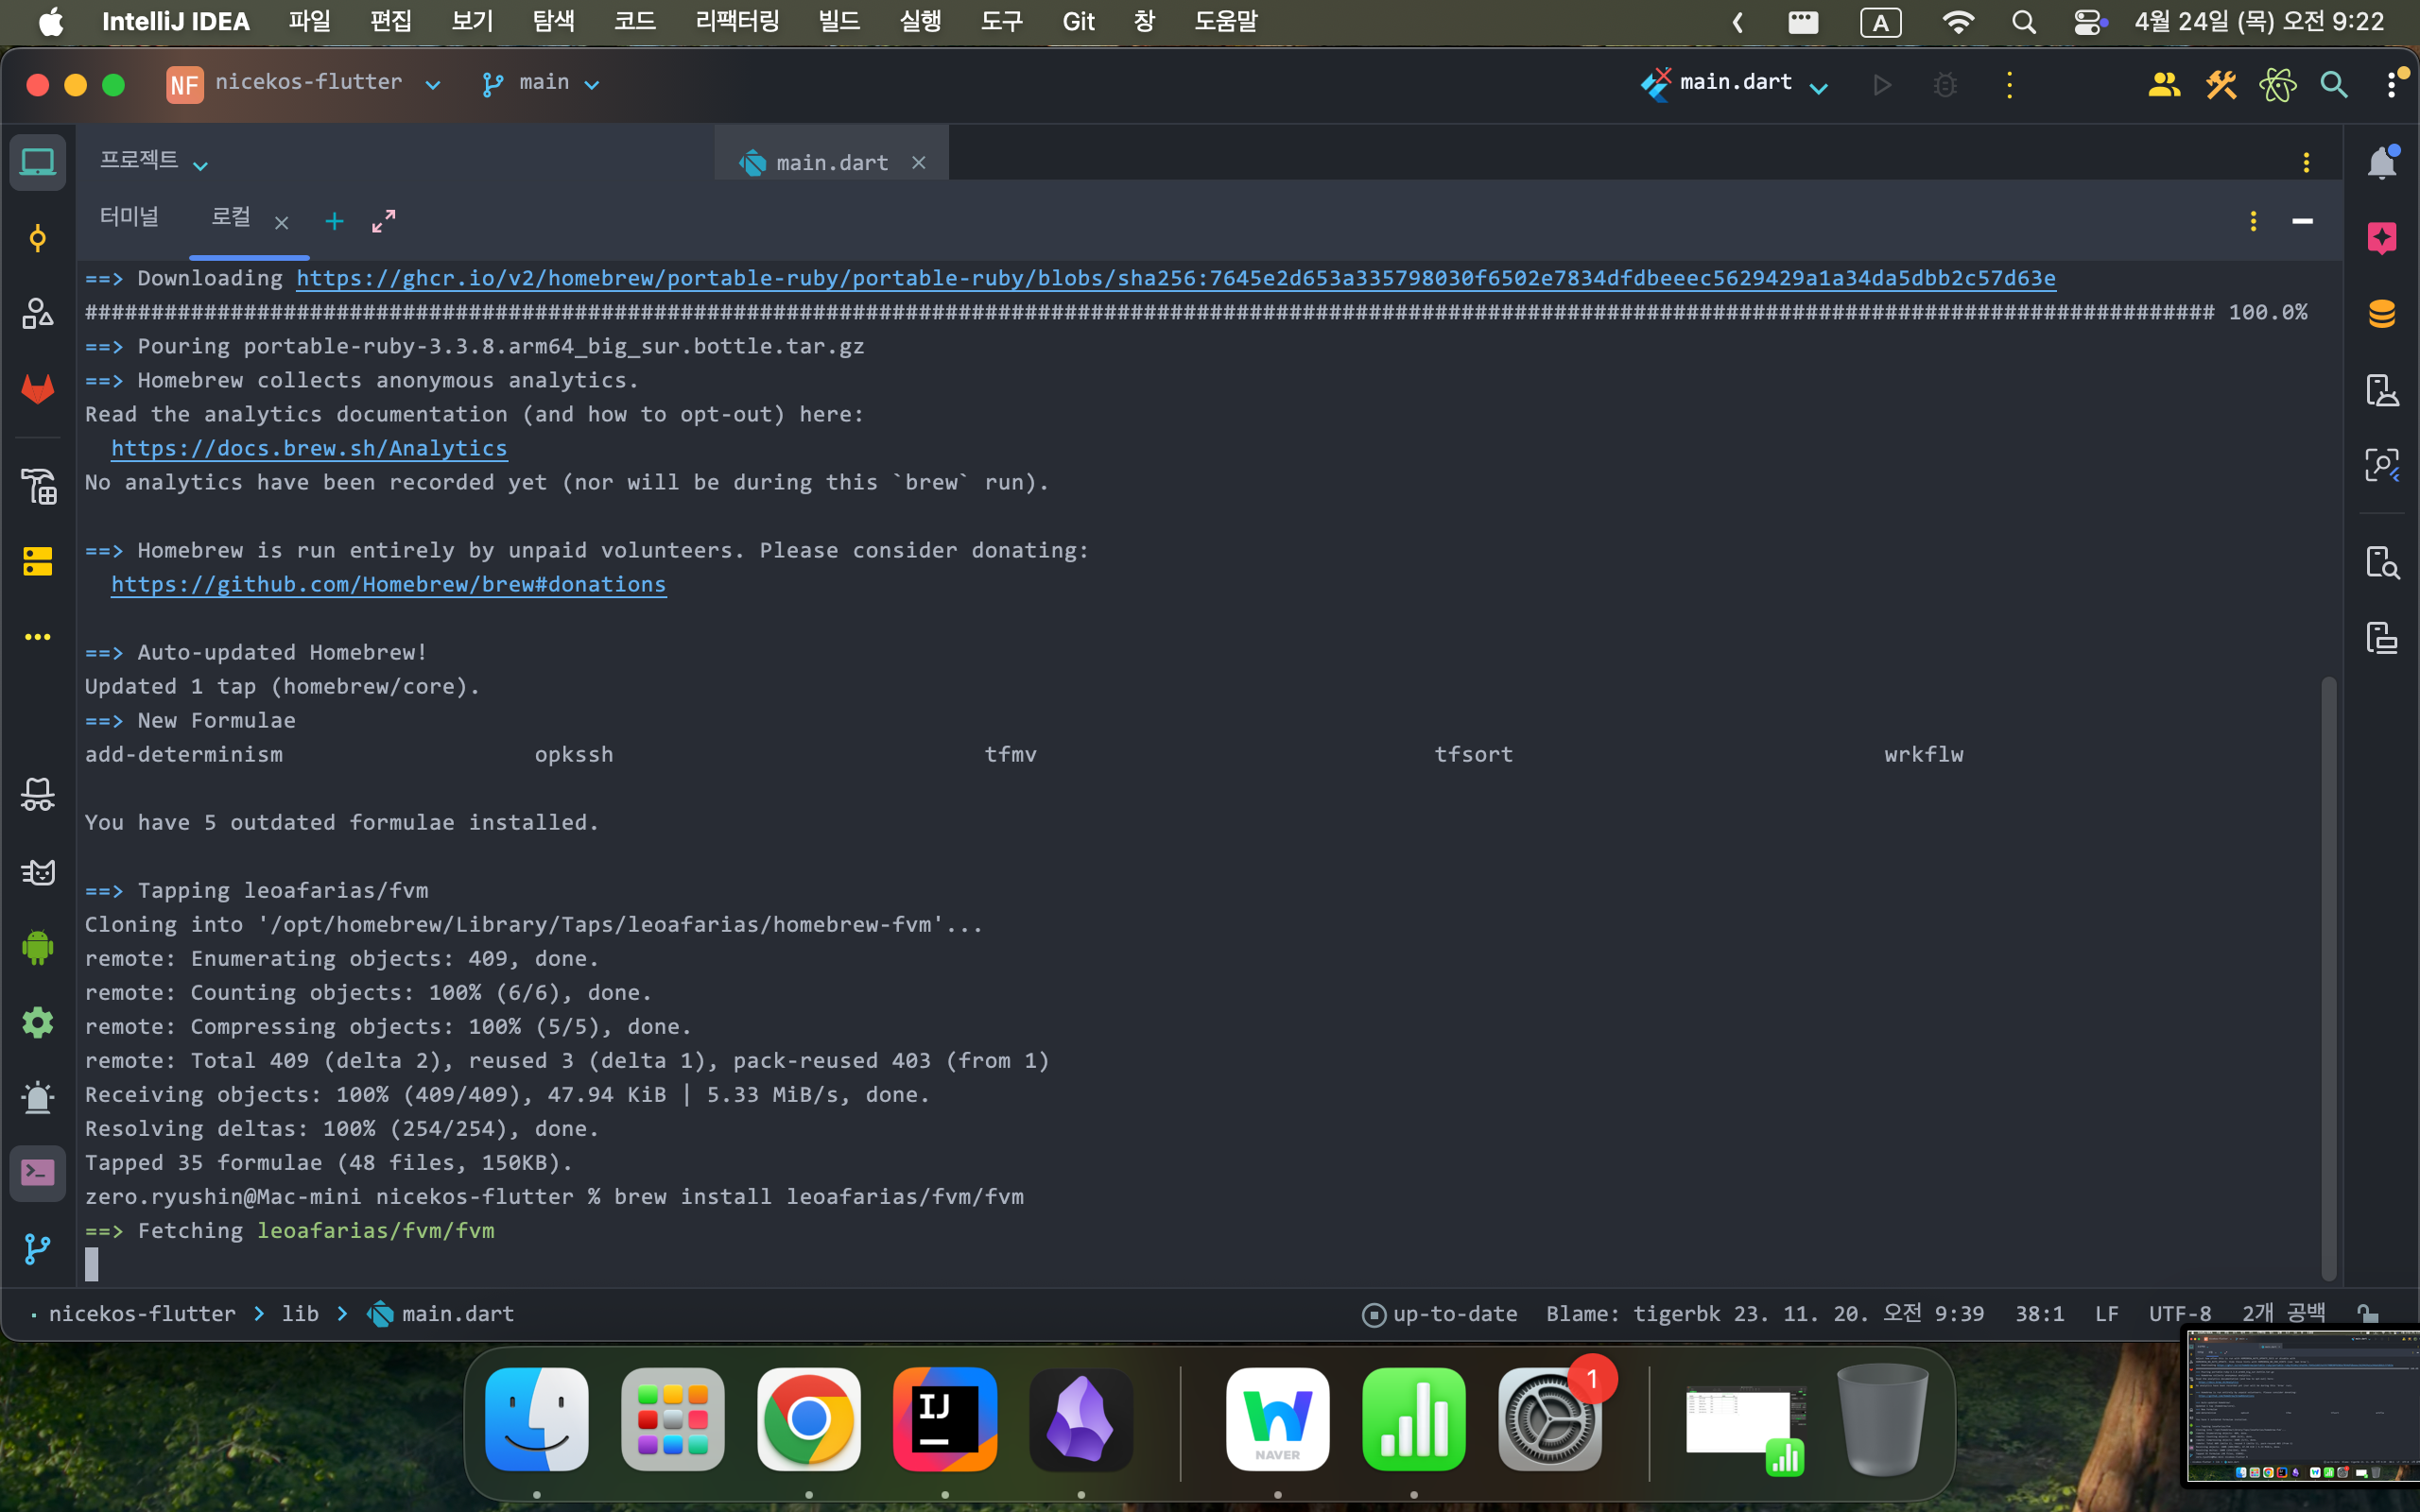 IntelliJ IDEA 파일 편집 보기 탐색 코드 리팩터링 빌드 실행 도구 Git 창 도움말 A 4월 24일 (목) 오전 9:22
NF nicekos-flutter main main.dart
프로젝트 main.dart
터미널 로컬
==> Downloading https://ghcr.io/v2/homebrew/portable-ruby/portable-ruby/blobs/sha256:7645e2d653a335798030f6502e7834dfdbeeec5629429a1a34da5dbb2c57d63e
################################################################################################################################################################# 100.0%
==> Pouring portable-ruby-3.3.8.arm64_big_sur.bottle.tar.gz
==> Homebrew collects anonymous analytics.
Read the analytics documentation (and how to opt-out) here:
https://docs.brew.sh/Analytics
No analytics have been recorded yet (nor will be during this `brew` run).
==> Homebrew is run entirely by unpaid volunteers. Please consider donating:
https://github.com/Homebrew/brew#donations
==> Auto-updated Homebrew!
Updated 1 tap (homebrew/core).
==> New Formulae
add-determinism opkssh tfmv tfsort wrkflw
You have 5 outdated formulae installed.
==> Tapping leoafarias/fvm
Cloning into '/opt/homebrew/Library/Taps/leoafarias/homebrew-fvm'...
remote: Enumerating objects: 409, done.
remote: Counting objects: 100% (6/6), done.
remote: Compressing objects: 100% (5/5), done.
remote: Total 409 (delta 2), reused 3 (delta 1), pack-reused 403 (from 1)
Receiving objects: 100% (409/409), 47.94 KiB | 5.33 MiB/s, done.
Resolving deltas: 100% (254/254), done.
Tapped 35 formulae (48 files, 150KB).
zero.ryushin@Mac-mini nicekos-flutter % brew install leoafarias/fvm/fvm
==> Fetching leoafarias/fvm/fvm
nicekos-flutter > lib > main.dart up-to-date Blame: tigerbk 23. 11. 20. 오전 9:39 38:1 LF UTF-8 2개 공백
IJ NAVER 1